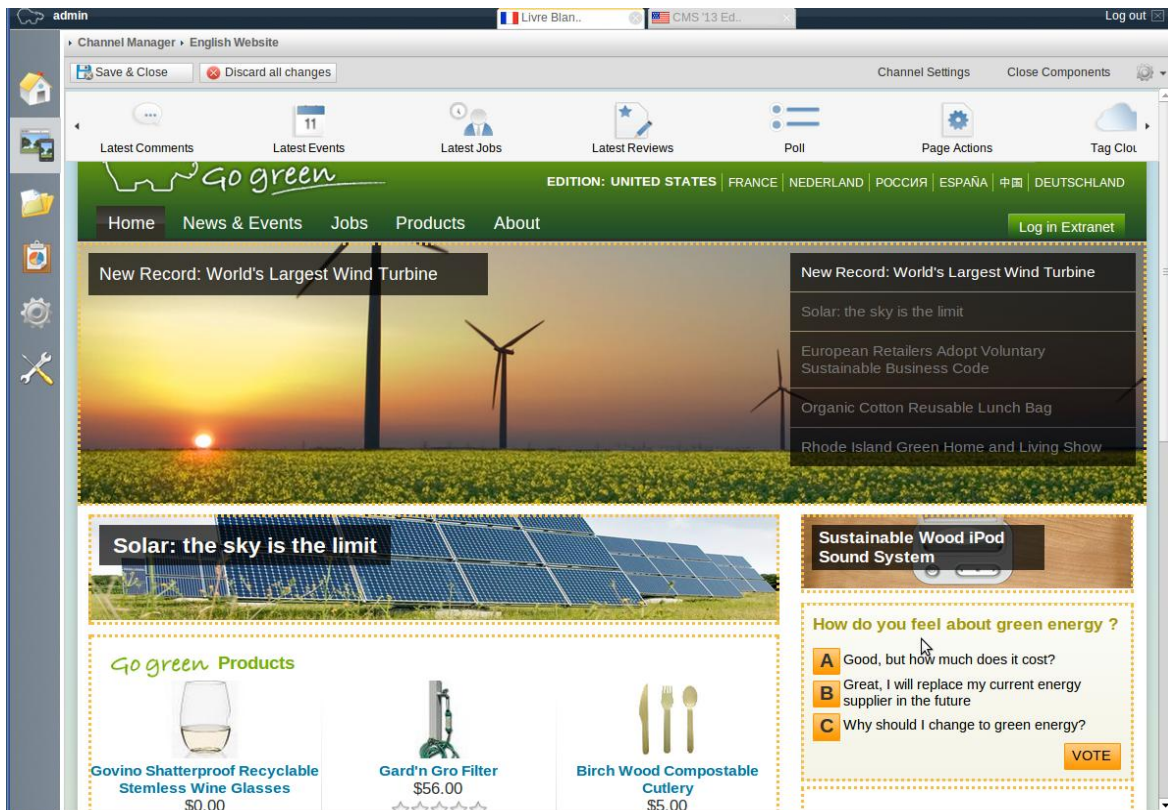 admin
Livre Blan..
CMS '13 Ed..
Log out
Channel Manager
English Website
Save & Close
Discard all changes
Channel Settings
Close Components
11
Latest Comments
Latest Events
Latest Jobs
Latest Reviews
Poll
Page Actions
Tag Clou
Go green
EDITION: UNITED STATES FRANCE NEDERLAND РОССИЯ ESPAÑA 中国 DEUTSCHLAND
Home News & Events Jobs Products About
Log in Extranet
New Record: World's Largest Wind Turbine
New Record: World's Largest Wind Turbine
Solar: the sky is the limit
European Retailers Adopt Voluntary
Sustainable Business Code
Organic Cotton Reusable Lunch Bag
Rhode Island Green Home and Living Show
Solar: the sky is the limit
Sustainable Wood iPod
Sound System
How do you feel about green energy ?
A Good, but how much does it cost?
B Great, I will replace my current energy
supplier in the future
C Why should I change to green energy?
VOTE
Go green Products
Govino Shatterproof Recyclable
Stemless Wine Glasses
$0.00
Gard'n Gro Filter
$56.00
Birch Wood Compostable
Cutlery
$5.00